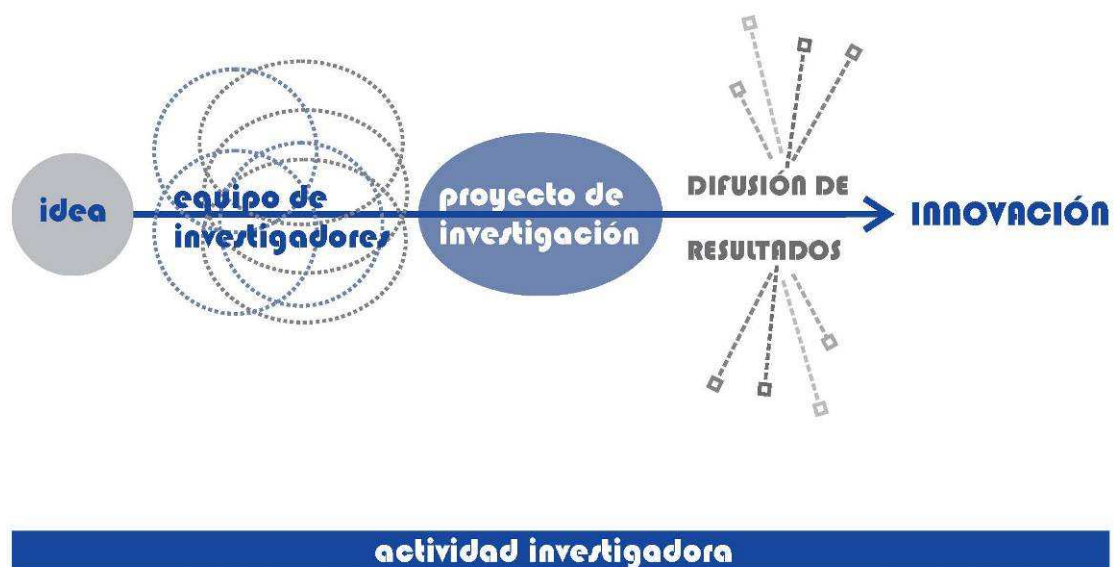 idea
equipo de
investigadores
proyecto de
investigación
DIFUSIÓN DE
RESULTADOS
INNOVACIÓN
actividad investigadora